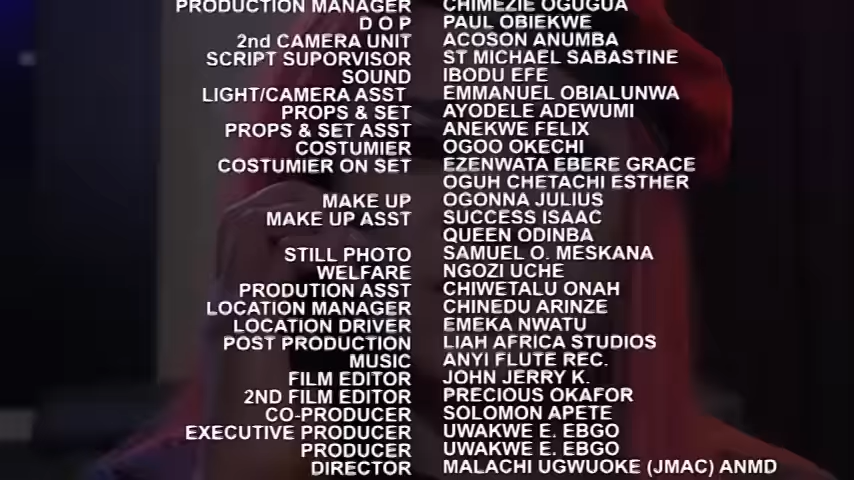 PRODUCTION MANAGER CHIMEZIE OGUGUA
D O P PAUL OBIEKWE
2nd CAMERA UNIT ACOSON ANUMBA
SCRIPT SUPORVISOR ST MICHAEL SABASTINE
SOUND IBODU EFE
LIGHT/CAMERA ASST EMMANUEL OBIALUNWA
PROPS & SET AYODELE ADEWUMI
PROPS & SET ASST ANEKWE FELIX
COSTUMIER OGOO OKECHI
COSTUMIER ON SET EZENWATA EBERE GRACE
OGUH CHETACHI ESTHER
MAKE UP OGONNA JULIUS
MAKE UP ASST SUCCESS ISAAC
QUEEN ODINBA
STILL PHOTO SAMUEL O. MESKANA
WELFARE NGOZI UCHE
PRODUTION ASST CHIWETALU ONAH
LOCATION MANAGER CHINEDU ARINZE
LOCATION DRIVER EMEKA NWATU
POST PRODUCTION LIAH AFRICA STUDIOS
MUSIC ANYI FLUTE REC.
FILM EDITOR JOHN JERRY K.
2ND FILM EDITOR PRECIOUS OKAFOR
CO-PRODUCER SOLOMON APETE
EXECUTIVE PRODUCER UWAKWE E. EBGO
PRODUCER UWAKWE E. EBGO
DIRECTOR MALACHI UGWUOKE (JMAC) ANMD